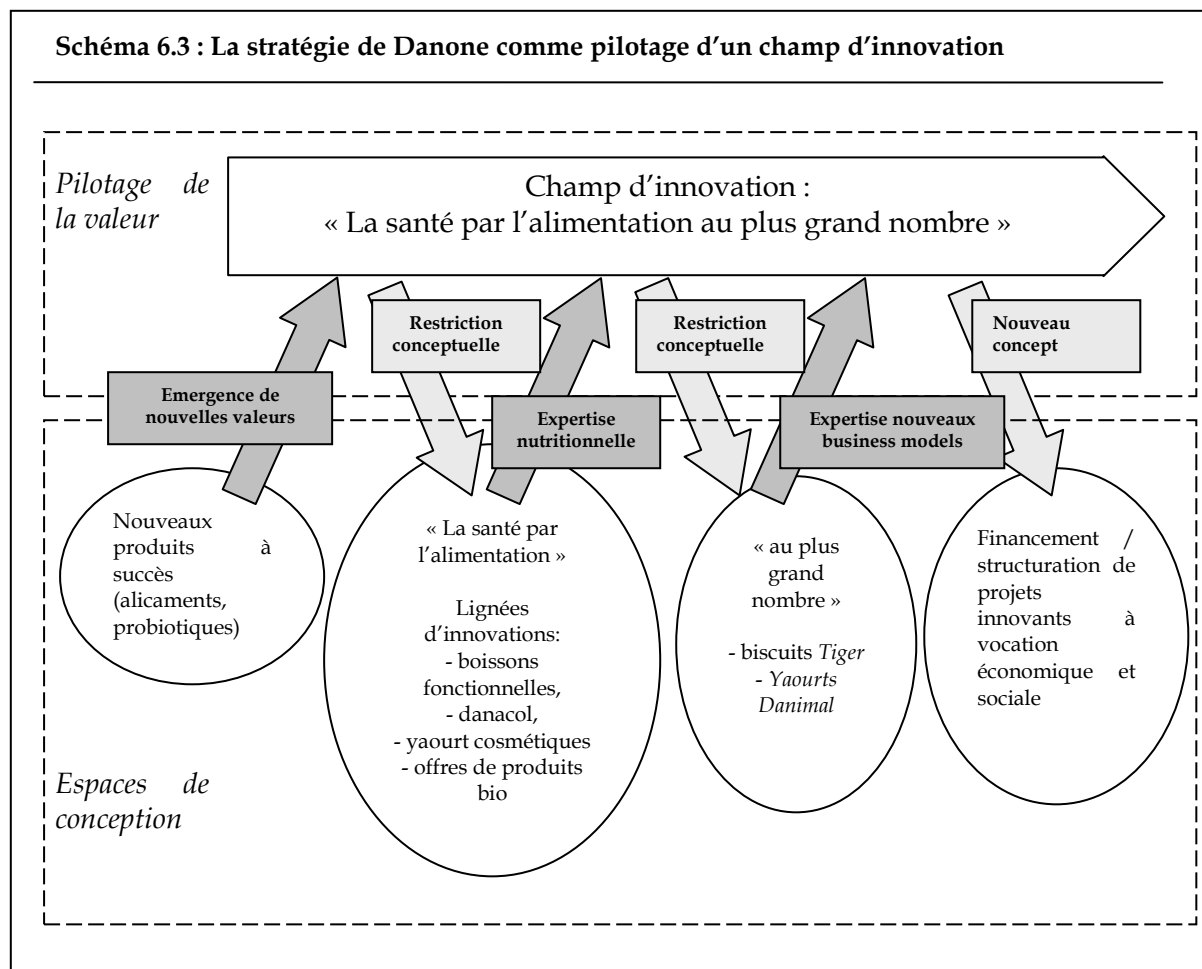 Schéma 6.3 : La stratégie de Danone comme pilotage d'un champ d'innovation
Pilotage de
la valeur
Champ d'innovation :
« La santé par l'alimentation au plus grand nombre »
Restriction
conceptuelle
Restriction
conceptuelle
Nouveau
concept
Emergence de
nouvelles valeurs
Expertise
nutritionnelle
Expertise nouveaux
business models
Nouveaux
produits à
succès
(alicaments,
probiotiques)
« La santé par
l'alimentation »
Lignées
d'innovations:
- boissons
fonctionnelles,
- danacol,
- yaourt cosmétiques
- offres de produits
bio
« au plus
grand
nombre »
- biscuits Tiger
- Yaourts
Danimal
Financement /
structuration de
projets
innovants à
vocation
économique et
sociale
Espaces de
conception